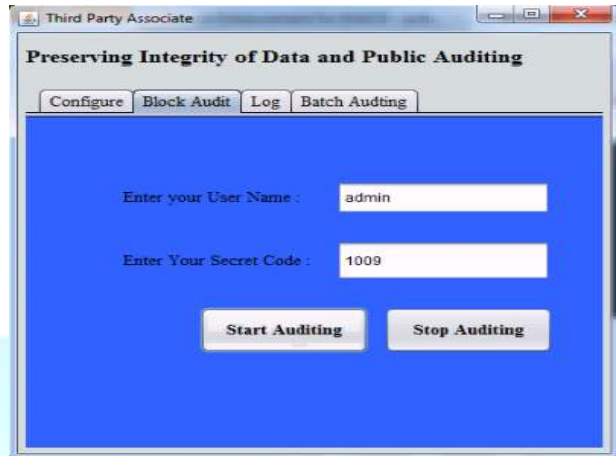 Third Party Associate
Preserving Integrity of Data and Public Auditing
Configure Block Audit Log Batch Audting
Enter your User Name : admin
Enter Your Secret Code : 1009
Start Auditing Stop Auditing